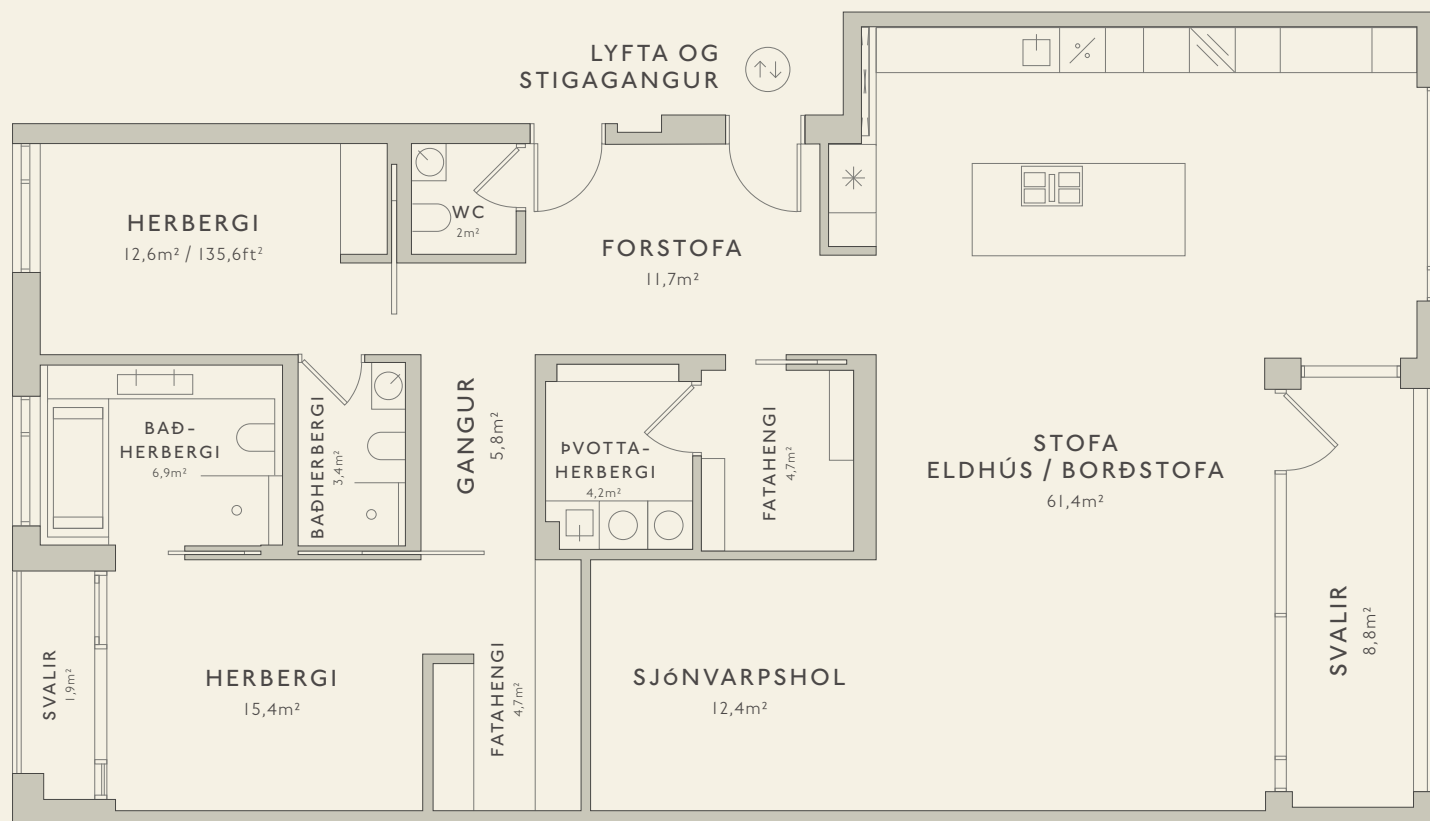 LYFTA OG
STIGAGANGUR
HERBERGI
12,6m² / 135,6ft²
WC
2m²
FORSTOFA
11,7m²
BAÐ-
HERBERGI
6,9m²
BAÐHERBERGI
3,4m²
GANGUR
5,8m²
ÞVOTTA-
HERBERGI
4,2m²
FATAHENGI
4,7m²
STOFA
ELDHÚS / BORÐSTOFA
61,4m²
SVALIR
1,9m²
HERBERGI
15,4m²
FATAHENGI
4,7m²
SJóNVARPSHOL
12,4m²
SVALIR
8,8m²